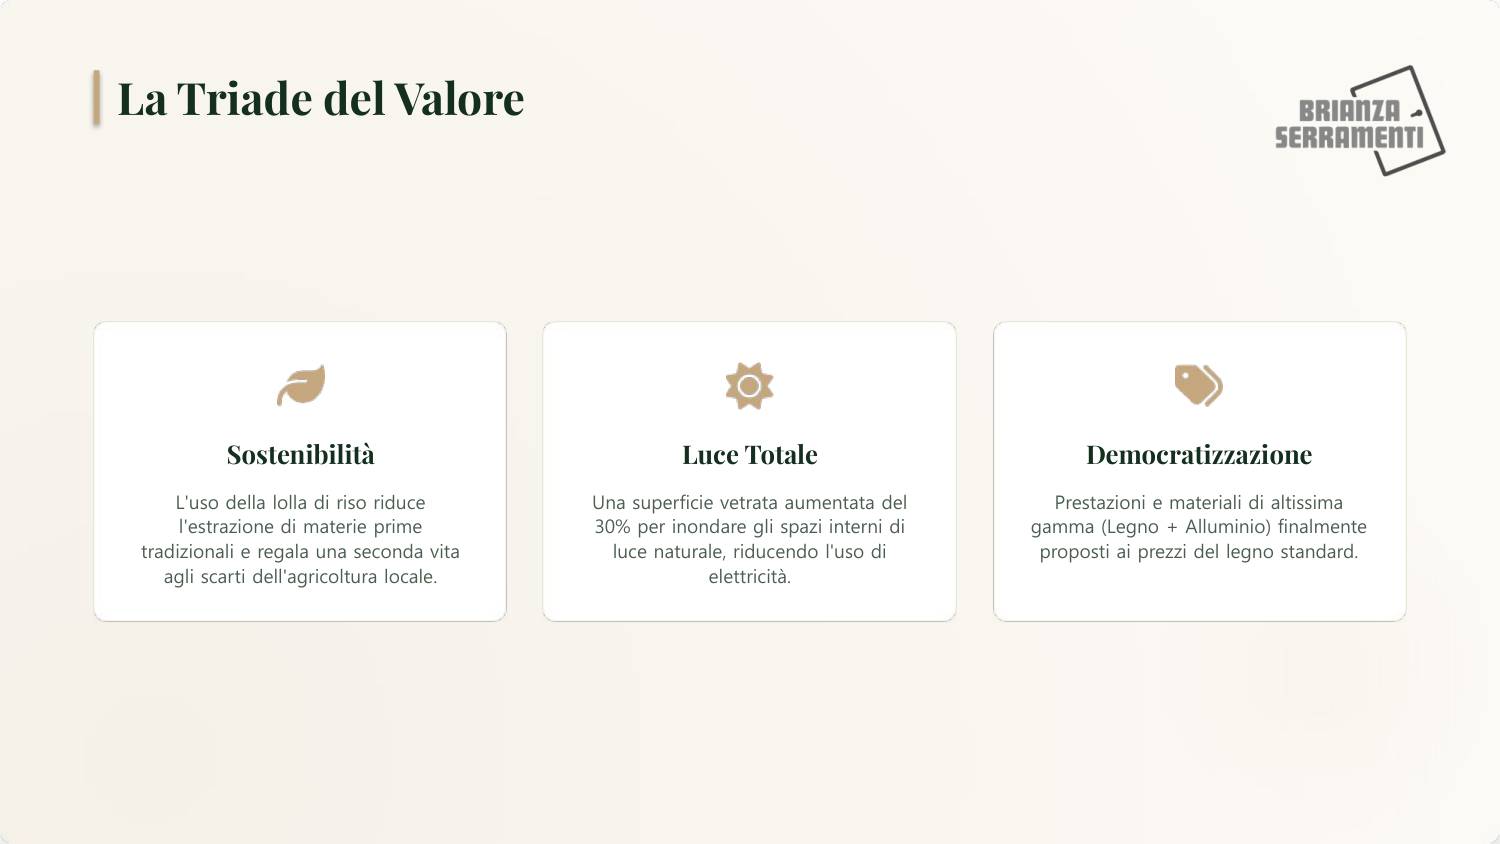 La Triade del Valore
BRIANZA
SERRAMENTI
Sostenibilità
L'uso della lolla di riso riduce
l'estrazione di materie prime
tradizionali e regala una seconda vita
agli scarti dell'agricoltura locale.
Luce Totale
Una superficie vetrata aumentata del
30% per inondare gli spazi interni di
luce naturale, riducendo l'uso di
elettricità.
Democratizzazione
Prestazioni e materiali di altissima
gamma (Legno + Alluminio) finalmente
proposti ai prezzi del legno standard.